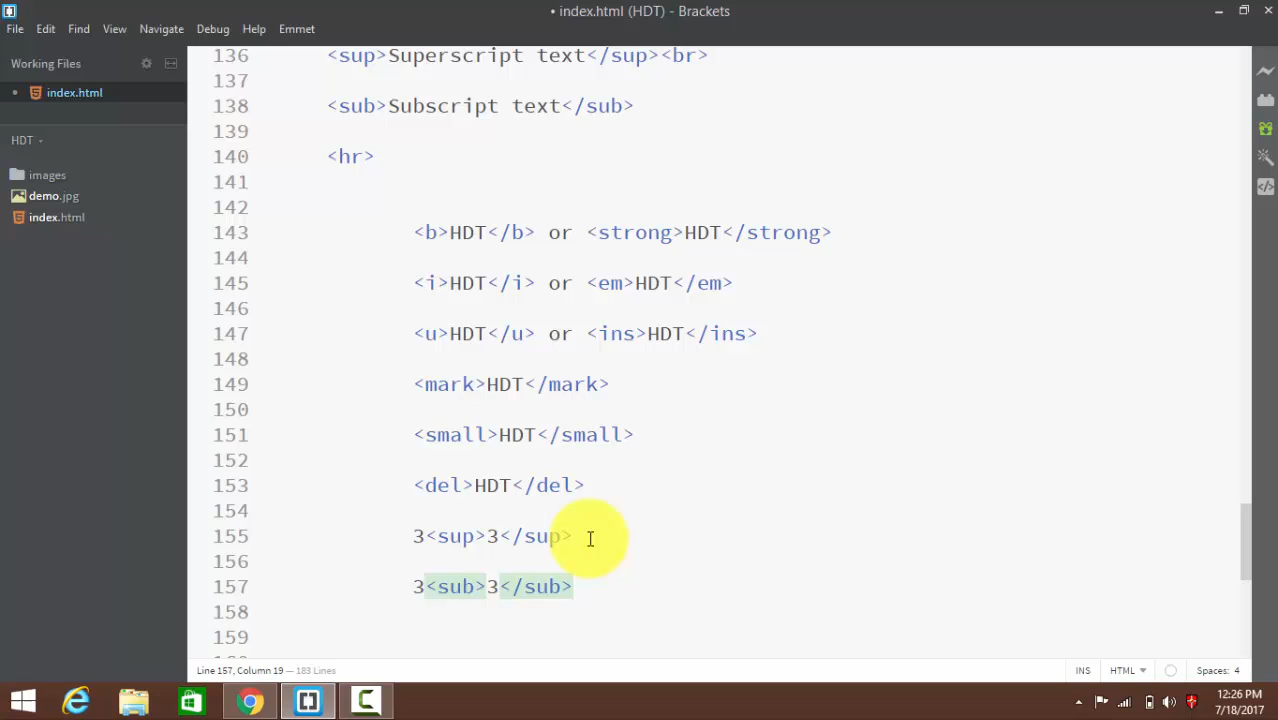 • index.html (HDT) - Brackets
File Edit Find View Navigate Debug Help Emmet
Working Files
• index.html
HDT
images
demo.jpg
index.html
136 <sup>Superscript text</sup><br>
137
138 <sub>Subscript text</sub>
139
140 <hr>
141
142
143 <b>HDT</b> or <strong>HDT</strong>
144
145 <i>HDT</i> or <em>HDT</em>
146
147 <u>HDT</u> or <ins>HDT</ins>
148
149 <mark>HDT</mark>
150
151 <small>HDT</small>
152
153 <del>HDT</del>
154
155 3<sup>3</sup>
156
157 3<sub>3</sub>
158
159
Line 157, Column 19 — 183 Lines
INS HTML Spaces: 4
12:26 PM
7/18/2017